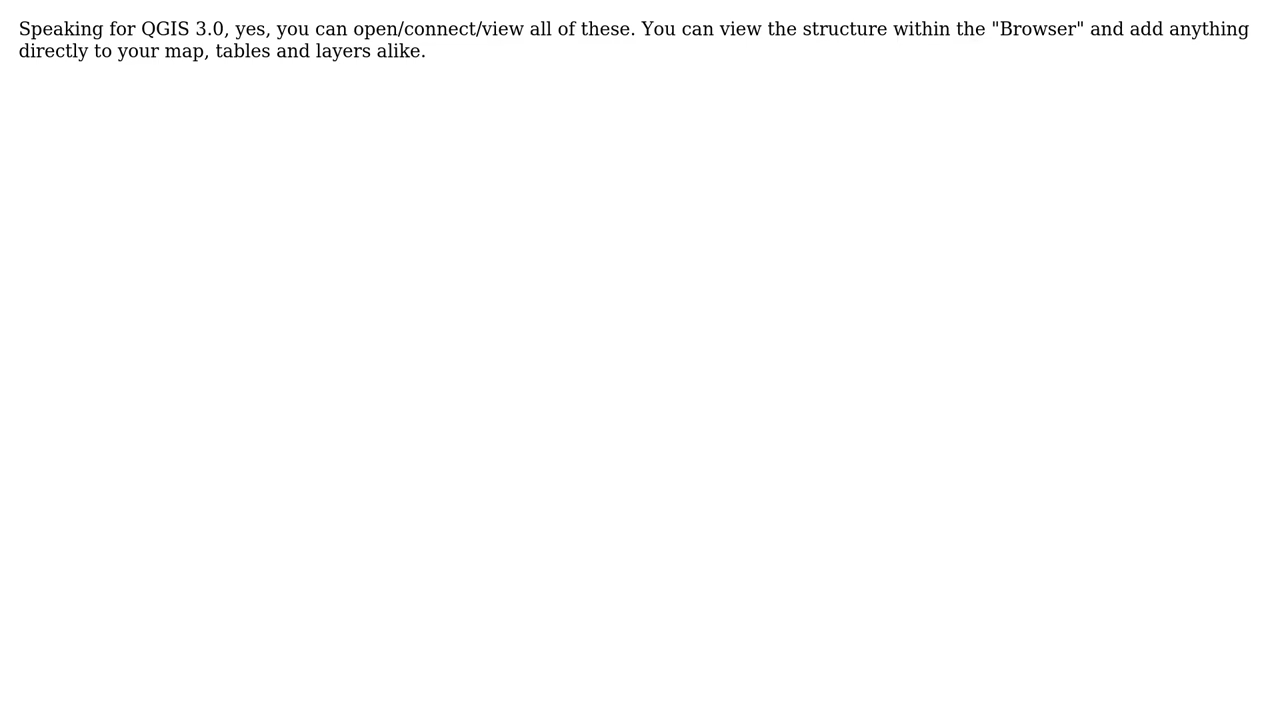 Speaking for QGIS 3.0, yes, you can open/connect/view all of these. You can view the structure within the "Browser" and add anything
directly to your map, tables and layers alike.